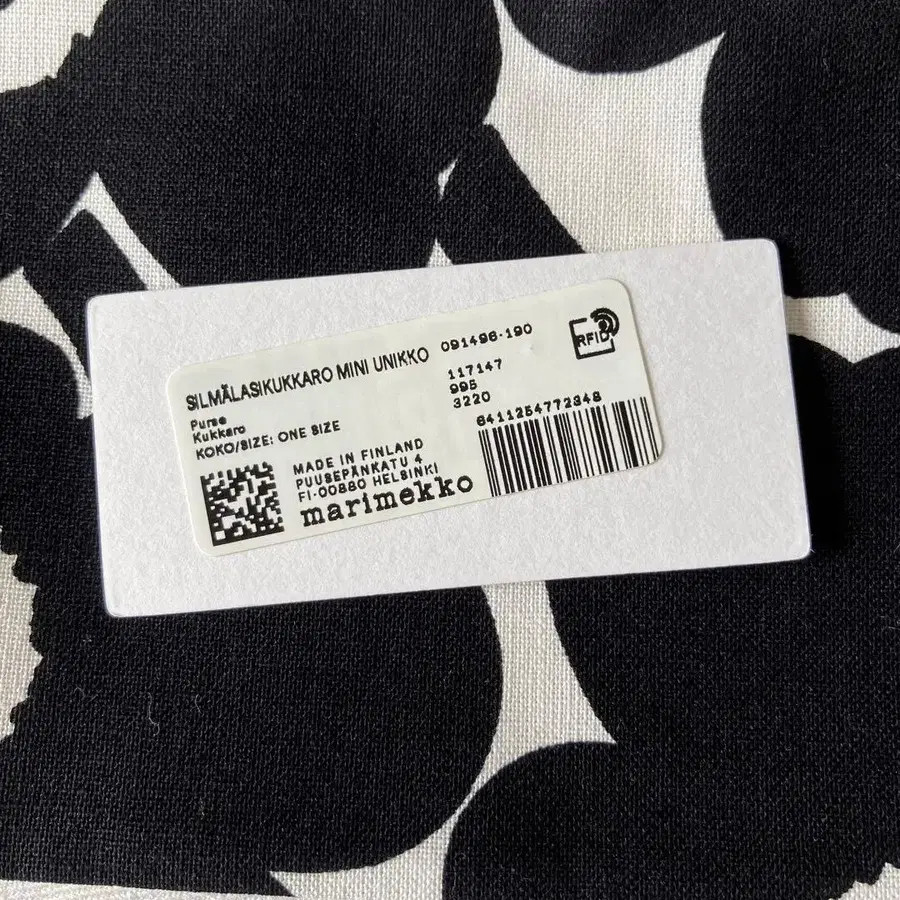 SILMÄLASIKUKKARO MINI UNIKKO 091496-190
Purse
Kukkaro
KOKO/SIZE: ONE SIZE
117147
995
3220
RFID
6411254772348
MADE IN FINLAND
PUUSEPÄNKATU 4
FI-00880 HELSINKI
marimekko